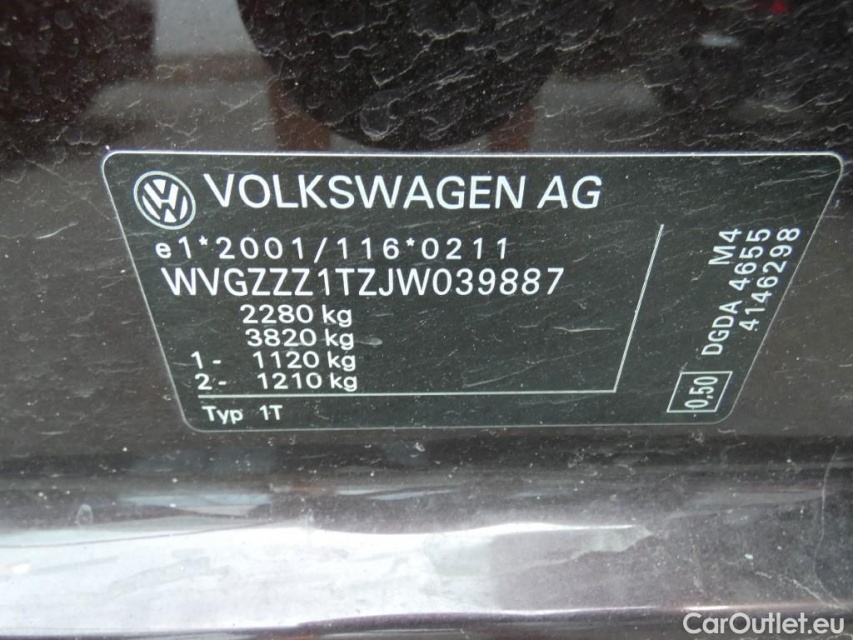 VOLKSWAGEN AG
e1*2001/116*0211
WVGZZZ1TZJW039887
2280 kg
3820 kg
1- 1120 kg
2- 1210 kg
Typ 1T
M4
DGDA 4655
4146298
0,50
CarOutlet.eu